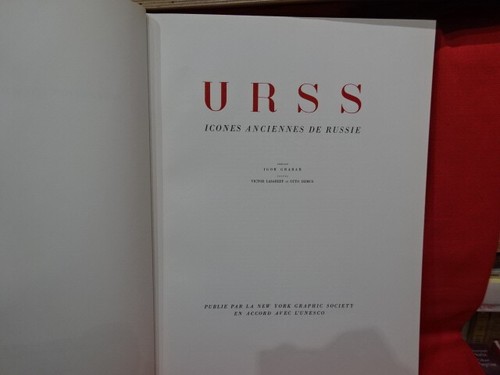 URSS
ICONES ANCIENNES DE RUSSIE
IGOR GRABAR
VICTOR LASAREFF et OTTO DEMUS
PUBLIE PAR LA NEW YORK GRAPHIC SOCIETY
EN ACCORD AVEC L'UNESCO